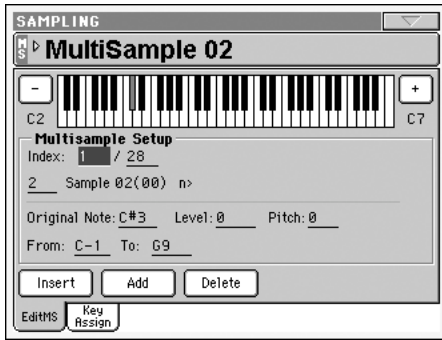 SAMPLING
MS MultiSample 02
- +
C2 C7
Multisample Setup
Index: 1 / 28
2 Sample 02(00) n>
Original Note: C#3 Level: 0 Pitch: 0
From: C-1 To: G9
Insert Add Delete
EditMS Key Assign